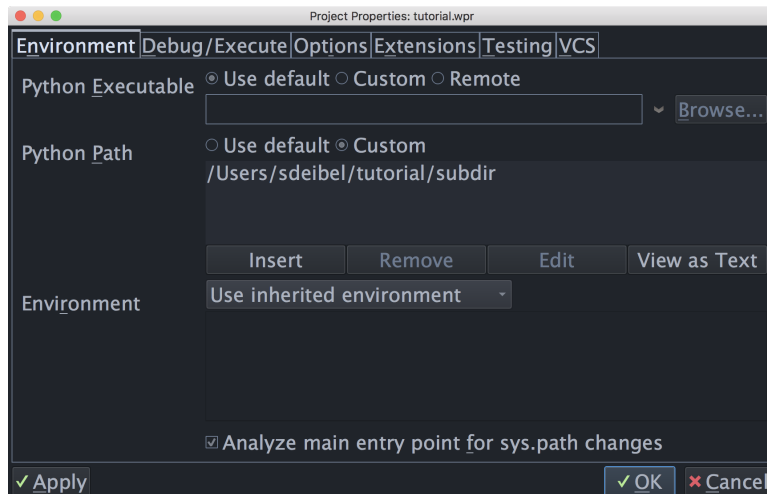 Project Properties: tutorial.wpr
Environment Debug/Execute Options Extensions Testing VCS
Python Executable Use default Custom Remote
Browse...
Python Path Use default Custom
/Users/sdeibel/tutorial/subdir
Insert Remove Edit View as Text
Environment Use inherited environment
Analyze main entry point for sys.path changes
Apply OK Cancel